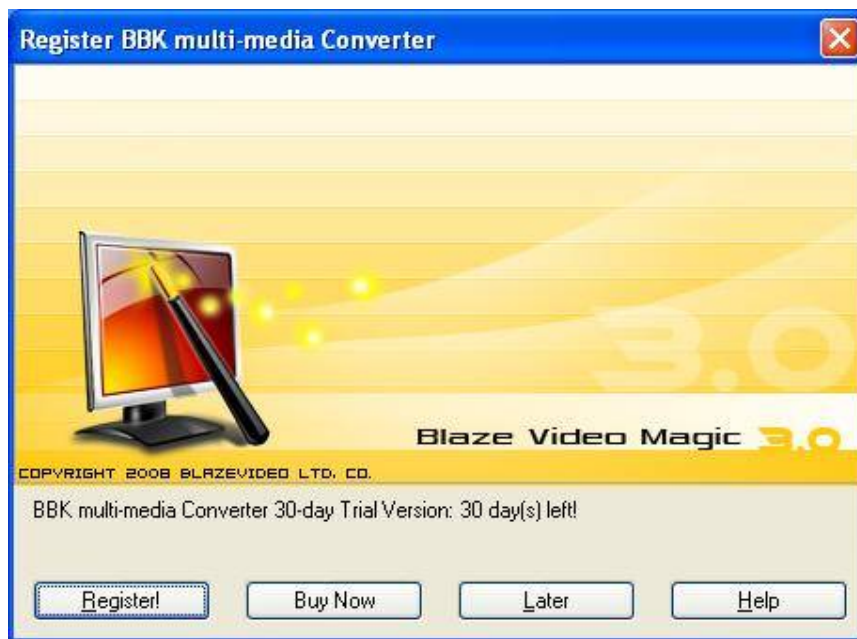 Register BBK multi-media Converter
3.0
Blaze Video Magic 3.0
COPYRIGHT 2008 BLAZEVIDEO LTD. CO.
BBK multi-media Converter 30-day Trial Version: 30 day(s) left!
Register! Buy Now Later Help